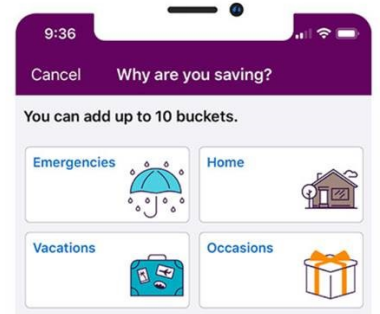 9:36
Cancel Why are you saving?
You can add up to 10 buckets.
Emergencies Home
Vacations Occasions